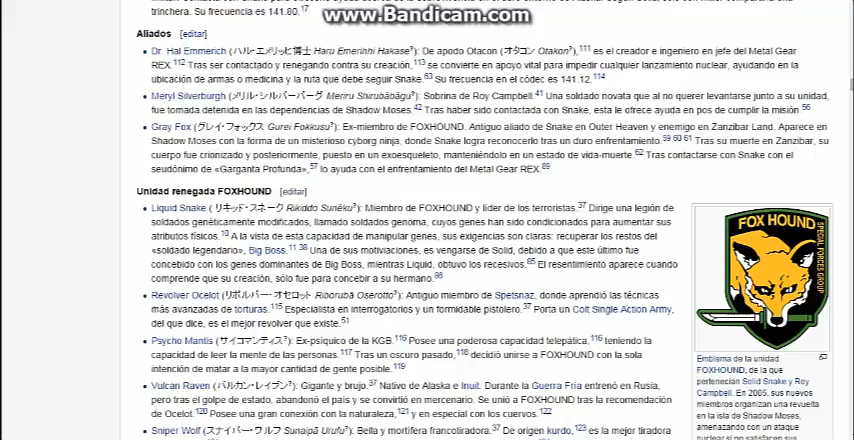 www.Bandicam.com
trinchera. Su frecuencia es 141.80.17
Aliados [editar]
Dr. Hal Emmerich (ハル・エメリッヒ博士 Haru Emerihhi Hakase?): De apodo Otacon (オタコン Otakon?),111 es el creador e ingeniero en jefe del Metal Gear
REX.112 Tras ser contactado y renegando contra su creación,113 se convierte en apoyo vital para impedir cualquier lanzamiento nuclear, ayudando en la
ubicación de armas o medicina y la ruta que debe seguir Snake.63 Su frecuencia en el códec es 141.12.114
Meryl Silverburgh (メリル・シルバーバーグ Meriru Shirubābāgu?): Sobrina de Roy Campbell.41 Una soldado novata que al no querer levantarse junto a su unidad,
fue tomada detenida en las dependencias de Shadow Moses.42 Tras haber sido contactada con Snake, esta le ofrece ayuda en pos de cumplir la misión.56
Gray Fox (グレイ・フォックス Gurei Fokkusu?): Ex-miembro de FOXHOUND. Antiguo aliado de Snake en Outer Heaven y enemigo en Zanzibar Land. Aparece en
Shadow Moses con la forma de un misterioso cyborg ninja, donde Snake logra reconocerlo tras un duro enfrentamiento.59 60 61 Tras su muerte en Zanzibar, su
cuerpo fue crionizado y posteriormente, puesto en un exoesqueleto, manteniéndolo en un estado de vida-muerte.62 Tras contactarse con Snake con el
seudónimo de «Garganta Profunda»,57 lo ayuda con el enfrentamiento del Metal Gear REX.89
Unidad renegada FOXHOUND [editar]
Liquid Snake (リキッド・スネーク Rikiddo Sunēku?): Miembro de FOXHOUND y líder de los terroristas.37 Dirige una legión de
soldados genéticamente modificados, llamado soldados genoma, cuyos genes han sido condicionados para aumentar sus
atributos físicos.10 A la vista de esta capacidad de manipular genes, sus exigencias son claras: recuperar los restos del
«soldado legendario», Big Boss.11 38 Una de sus motivaciones, es vengarse de Solid, debido a que este último fue
concebido con los genes dominantes de Big Boss, mientras Liquid, obtuvo los recesivos.85 El resentimiento aparece cuando
comprende que su creación, sólo fue para concebir a su hermano.86
Revolver Ocelot (リボルバー・オセロット Riborubā Oserotto?): Antiguo miembro de Spetsnaz, donde aprendió las técnicas
más avanzadas de torturas.115 Especialista en interrogatorios y un formidable pistolero.37 Porta un Colt Single Action Army,
del que dice, es el mejor revolver que existe.51
Psycho Mantis (サイコマンティス?): Ex-psíquico de la KGB.116 Posee una poderosa capacidad telepática,116 teniendo la
capacidad de leer la mente de las personas.117 Tras un oscuro pasado,118 decidió unirse a FOXHOUND con la sola
intención de matar a la mayor cantidad de gente posible.119
Vulcan Raven (バルカン・レイブン?): Gigante y brujo.37 Nativo de Alaska e Inuit. Durante la Guerra Fría entrenó en Rusia,
pero tras el golpe de estado, abandonó el país y se convirtió en mercenario. Se unió a FOXHOUND tras la recomendación
de Ocelot.120 Posee una gran conexión con la naturaleza,121 y en especial con los cuervos.122
Sniper Wolf (スナイパー・ウルフ Sunaipā Urufu?): Bella y mortífera francotiradora.37 De origen kurdo,123 es la mejor tiradora
FOX HOUND
SPECIAL FORCES GROUP
Emblema de la unidad
FOXHOUND, de la que
pertenecían Solid Snake y Roy
Campbell. En 2005, sus nuevos
miembros organizan una revuelta
en la isla de Shadow Moses,
amenazando con un ataque
nuclear si no satisfacen sus